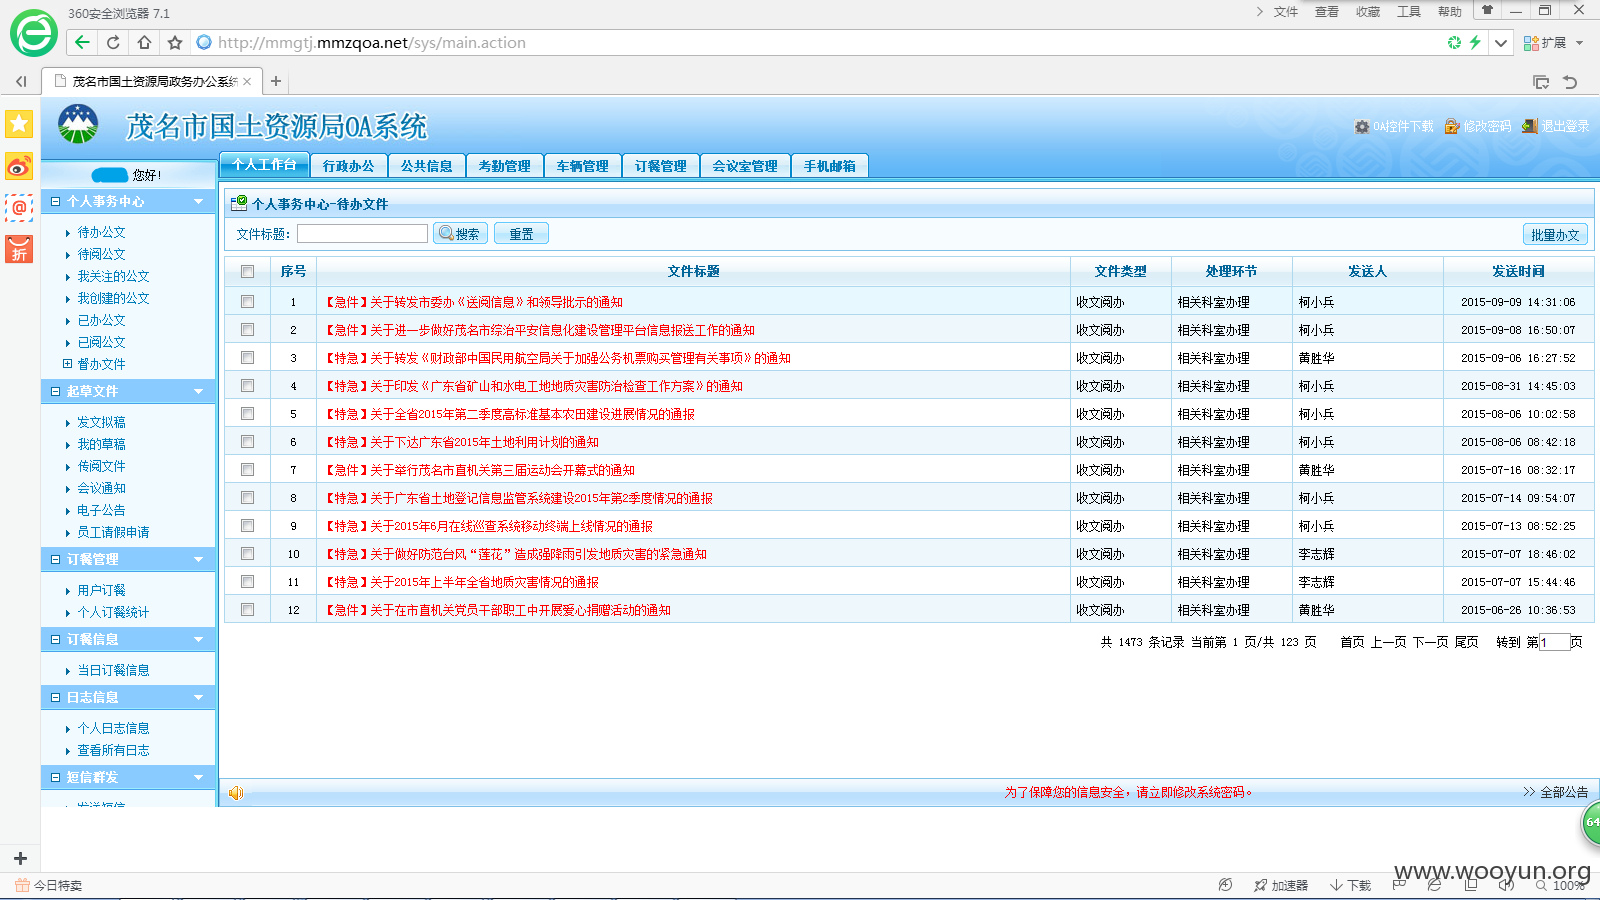 360安全浏览器 7.1
文件 查看 收藏 工具 帮助
http://mmgtj.mmzqoa.net/sys/main.action
扩展
茂名市国土资源局政务办公系统
茂名市国土资源局OA系统
OA控件下载 修改密码 退出登录
您好!
个人工作台 行政办公 公共信息 考勤管理 车辆管理 订餐管理 会议室管理 手机邮箱
个人事务中心
待办公文
待阅公文
我关注的公文
我创建的公文
已办公文
已阅公文
督办文件
起草文件
发文拟稿
我的草稿
传阅文件
会议通知
电子公告
员工请假申请
订餐管理
用户订餐
个人订餐统计
订餐信息
当日订餐信息
日志信息
个人日志信息
查看所有日志
短信群发
个人事务中心-待办文件
文件标题: 搜索 重置 批量办文
序号 文件标题 文件类型 处理环节 发送人 发送时间
1 【急件】关于转发市委办《送阅信息》和领导批示的通知 收文阅办 相关科室办理 柯小兵 2015-09-09 14:31:06
2 【急件】关于进一步做好茂名市综治平安信息化建设管理平台信息报送工作的通知 收文阅办 相关科室办理 柯小兵 2015-09-08 16:50:07
3 【特急】关于转发《财政部中国民用航空局关于加强公务机票购买管理有关事项》的通知 收文阅办 相关科室办理 黄胜华 2015-09-06 16:27:52
4 【特急】关于印发《广东省矿山和水电工地地质灾害防治检查工作方案》的通知 收文阅办 相关科室办理 柯小兵 2015-08-31 14:45:03
5 【特急】关于全省2015年第二季度高标准基本农田建设进展情况的通报 收文阅办 相关科室办理 柯小兵 2015-08-06 10:02:58
6 【特急】关于下达广东省2015年土地利用计划的通知 收文阅办 相关科室办理 柯小兵 2015-08-06 08:42:18
7 【急件】关于举行茂名市直机关第三届运动会开幕式的通知 收文阅办 相关科室办理 黄胜华 2015-07-16 08:32:17
8 【特急】关于广东省土地登记信息监管系统建设2015年第2季度情况的通报 收文阅办 相关科室办理 柯小兵 2015-07-14 09:54:07
9 【特急】关于2015年6月在线巡查系统移动终端上线情况的通报 收文阅办 相关科室办理 柯小兵 2015-07-13 08:52:25
10 【特急】关于做好防范台风“莲花”造成强降雨引发地质灾害的紧急通知 收文阅办 相关科室办理 李志辉 2015-07-07 18:46:02
11 【特急】关于2015年上半年全省地质灾害情况的通报 收文阅办 相关科室办理 李志辉 2015-07-07 15:44:46
12 【急件】关于在市直机关党员干部职工中开展爱心捐赠活动的通知 收文阅办 相关科室办理 黄胜华 2015-06-26 10:36:53
共 1473 条记录 当前第 1 页/共 123 页 首页 上一页 下一页 尾页 转到 第1页
为了保障您的信息安全,请立即修改系统密码。
>> 全部公告
64
www.wooyun.org
今日特卖
加速器 下载 100%